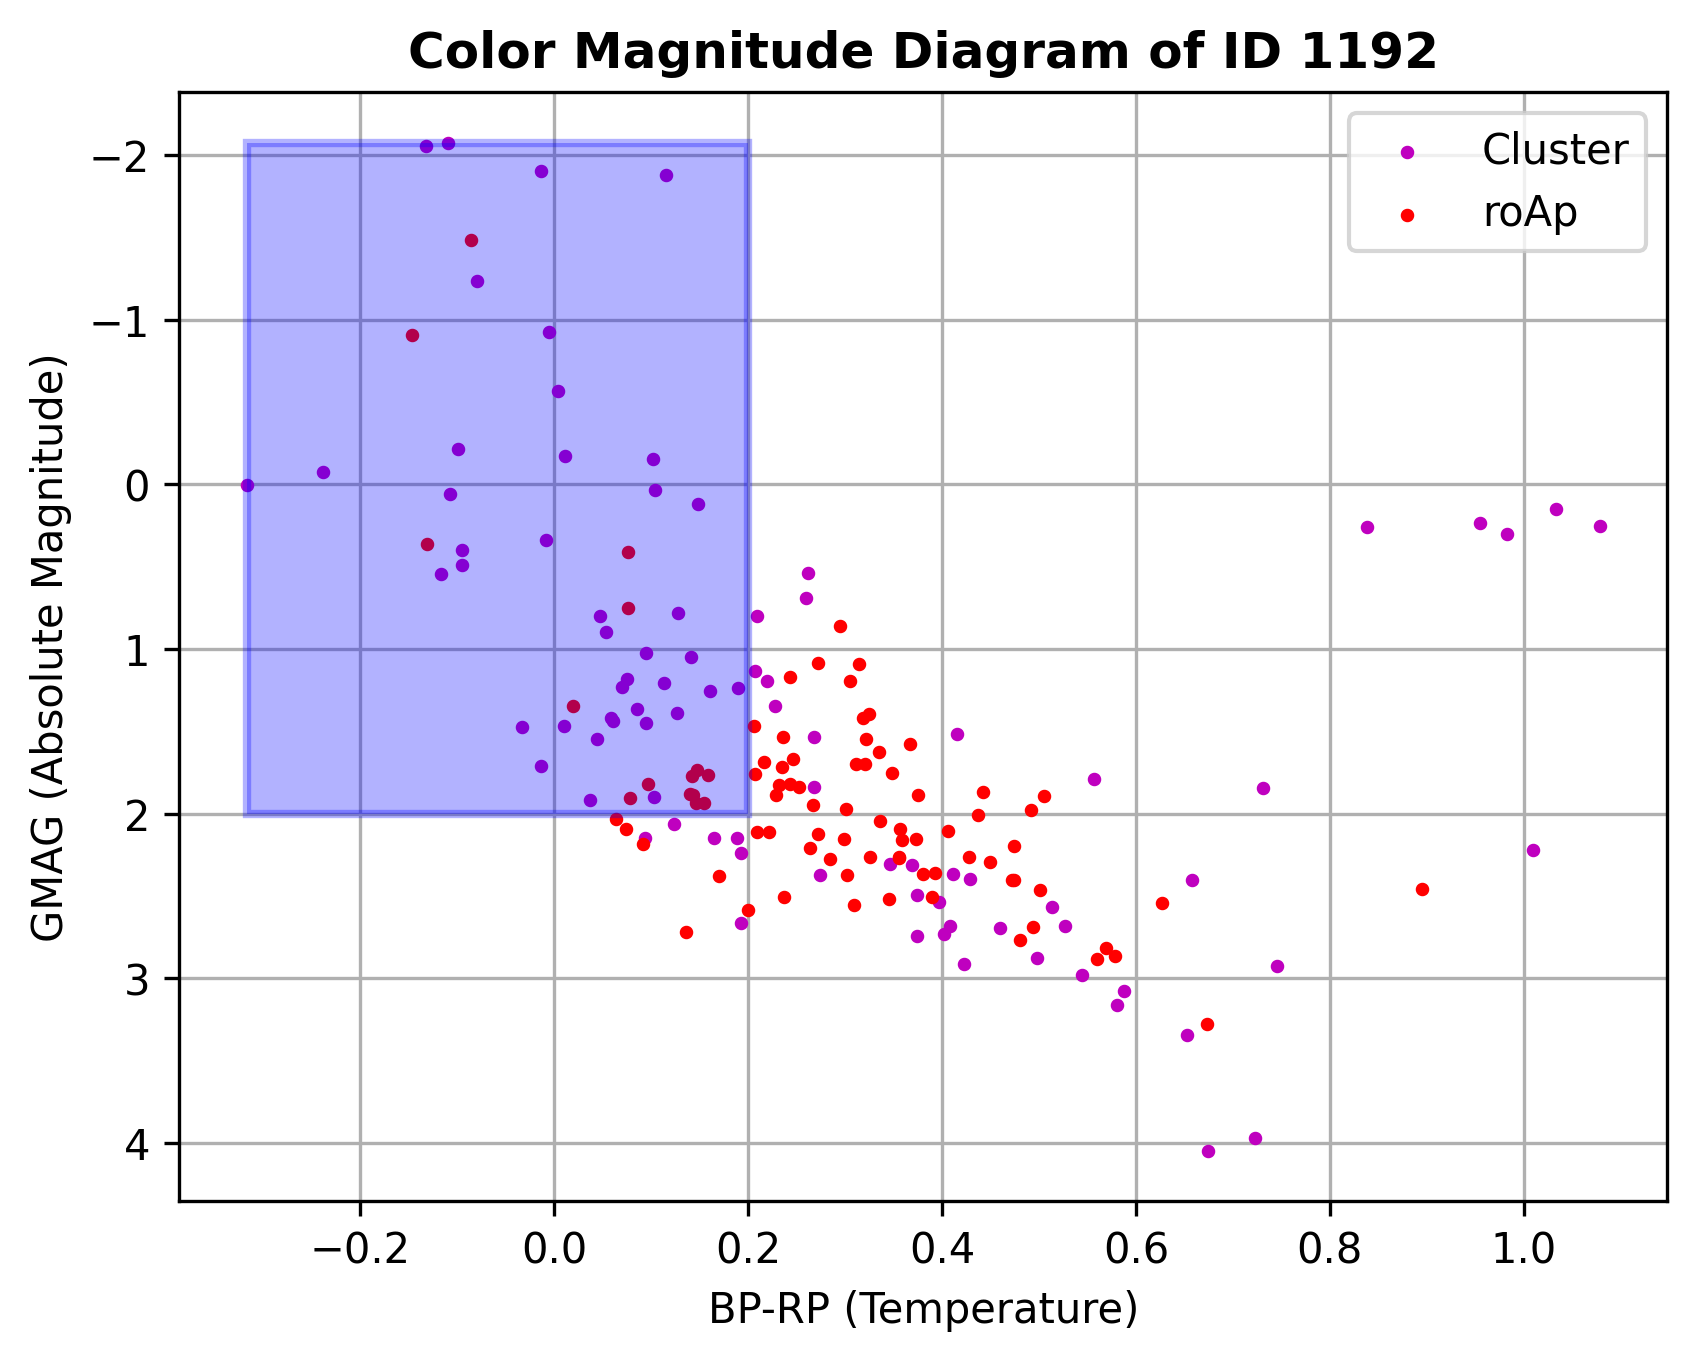 Color Magnitude Diagram of ID 1192
Cluster
roAp
GMAG (Absolute Magnitude)
−2
−1
0
1
2
3
4
−0.2 0.0 0.2 0.4 0.6 0.8 1.0
BP-RP (Temperature)